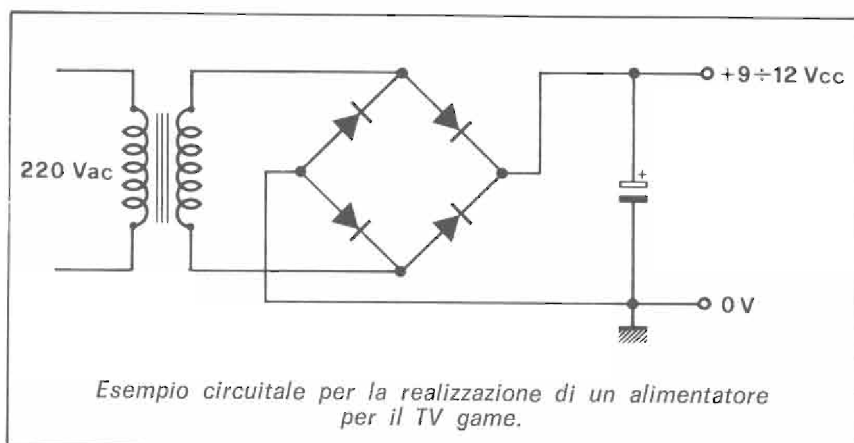 +9÷12 Vcc
220 Vac
+
0 V
Esempio circuitale per la realizzazione di un alimentatore
per il TV game.